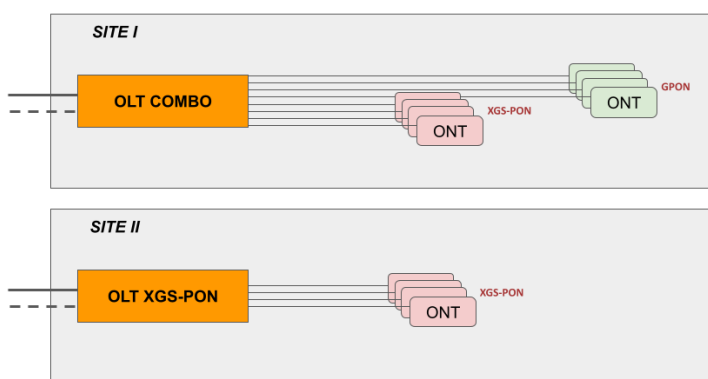 SITE I
OLT COMBO
GPON
ONT
XGS-PON
ONT
SITE II
OLT XGS-PON
XGS-PON
ONT